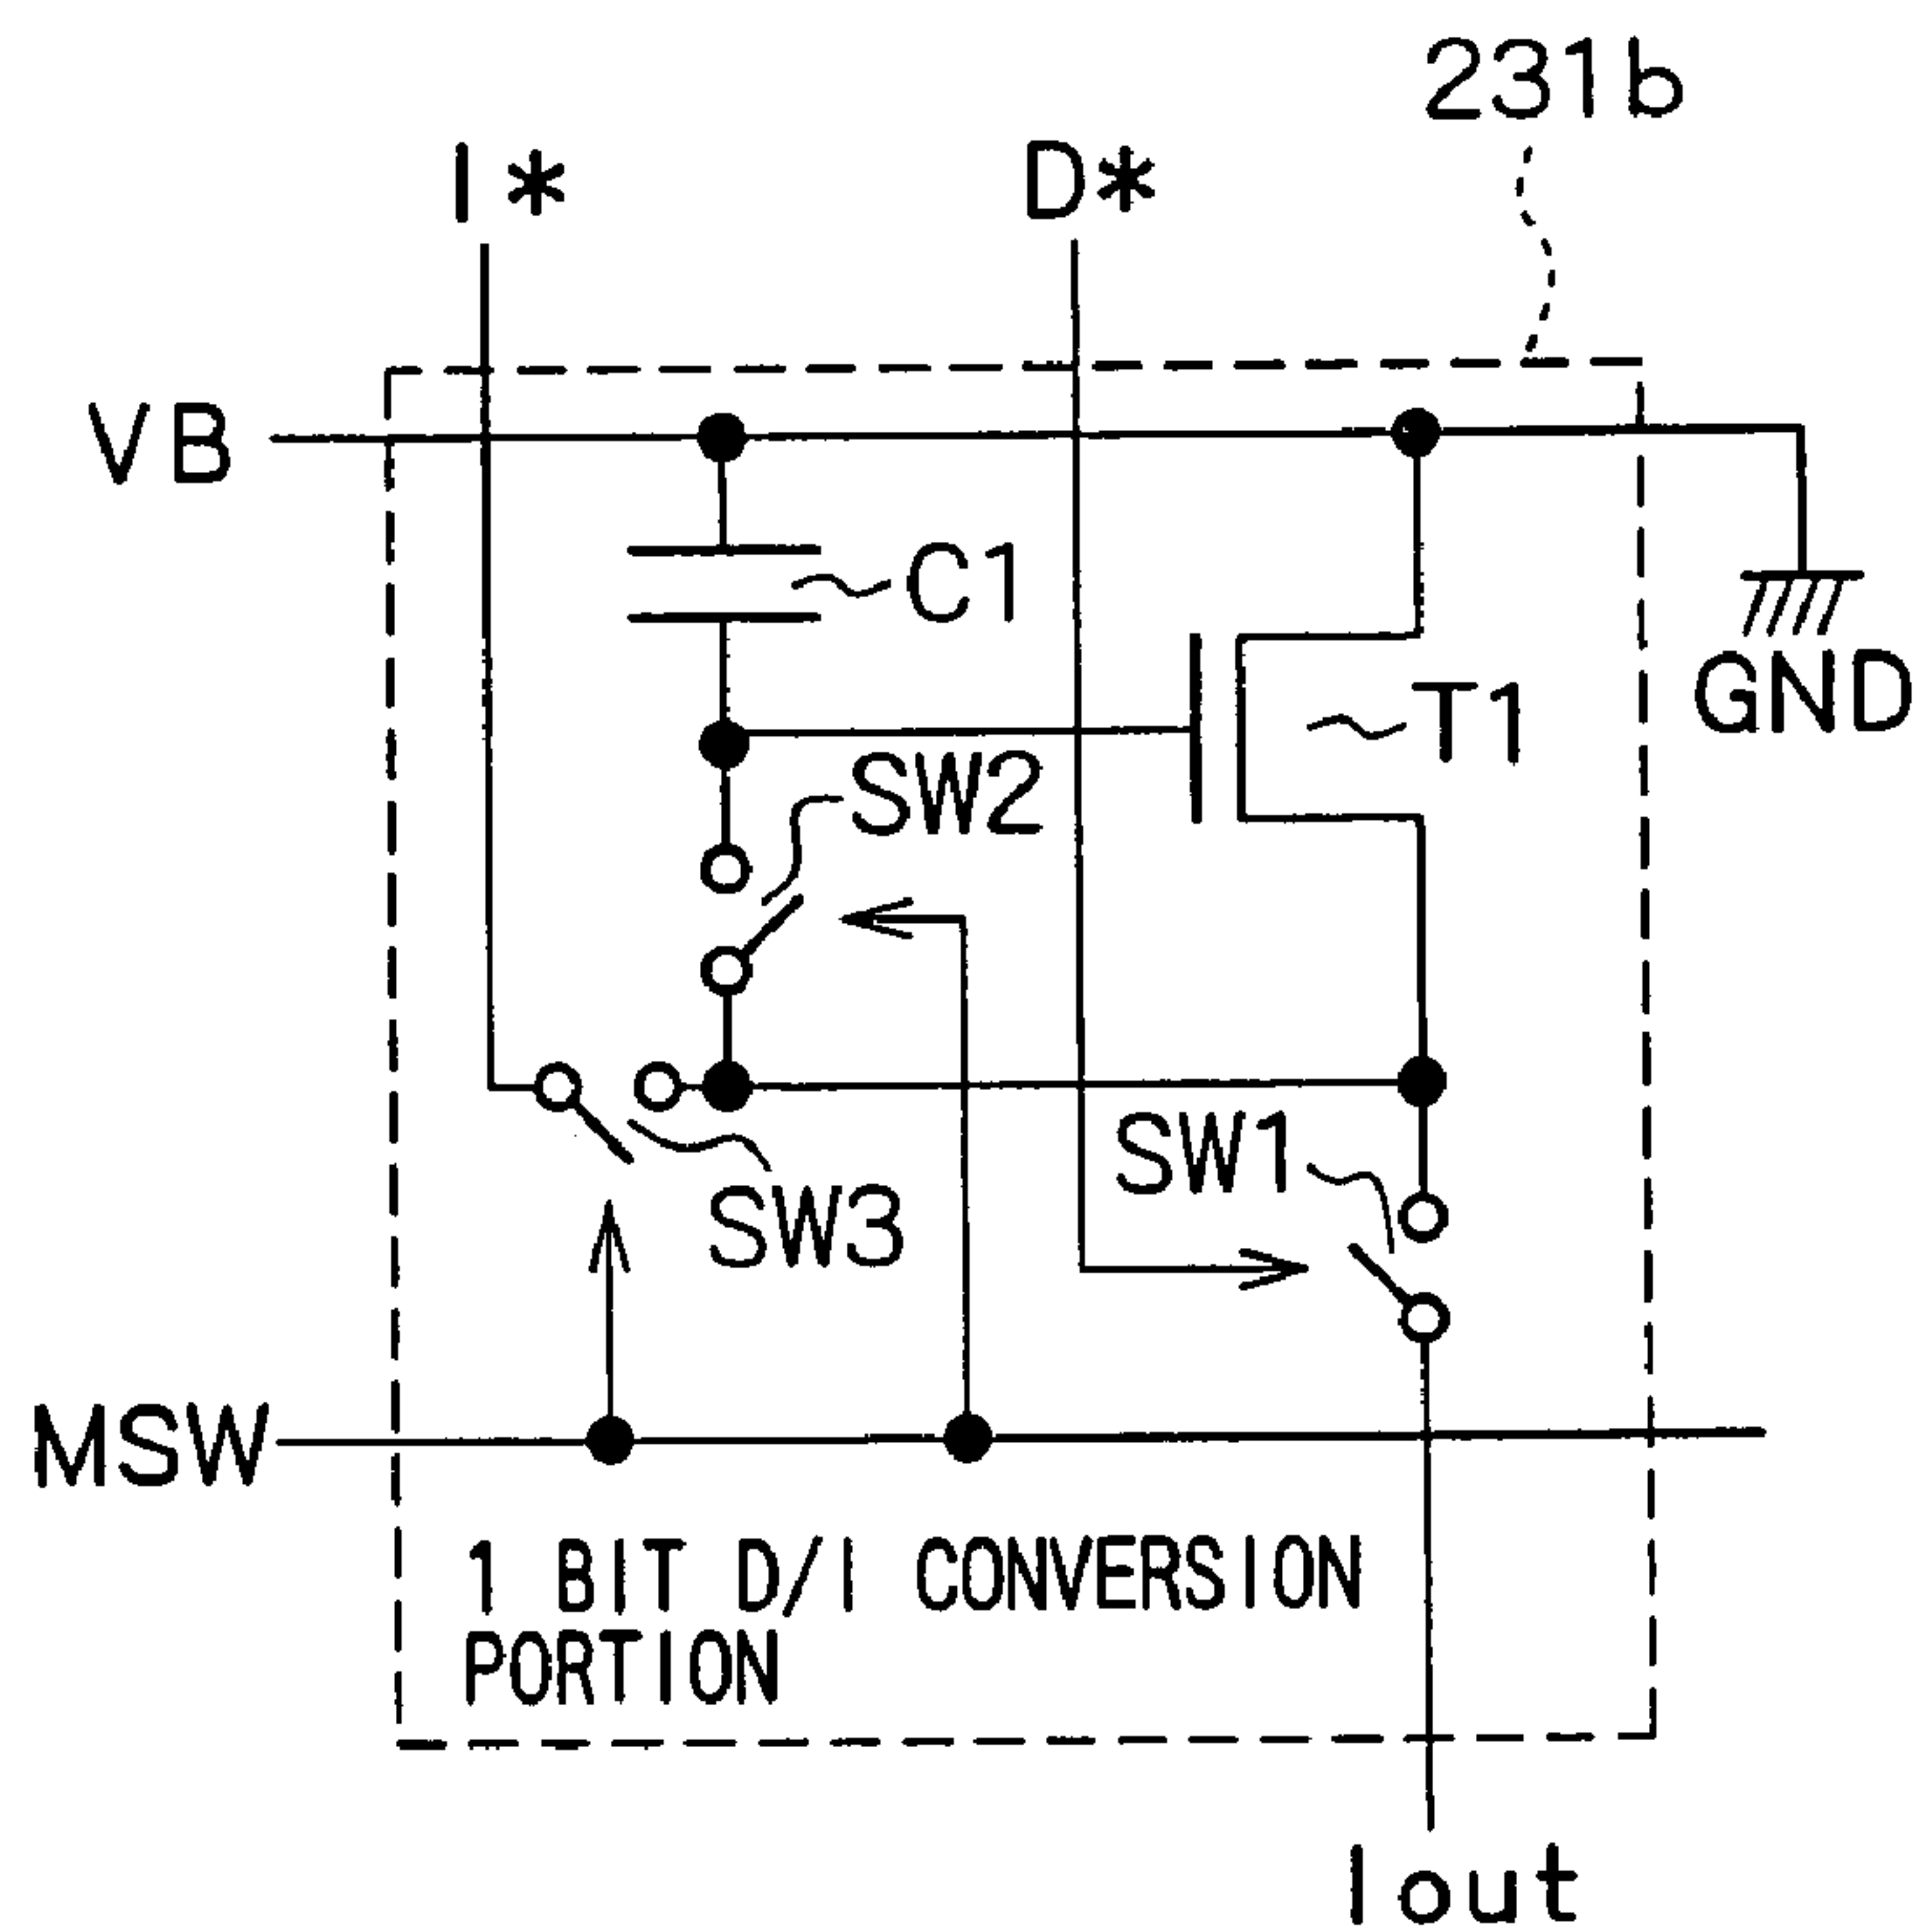 231b
I*
D*
VB
C1
T1
GND
SW2
SW1
SW3
MSW
1 BIT D/I CONVERSION
PORTION
Iout